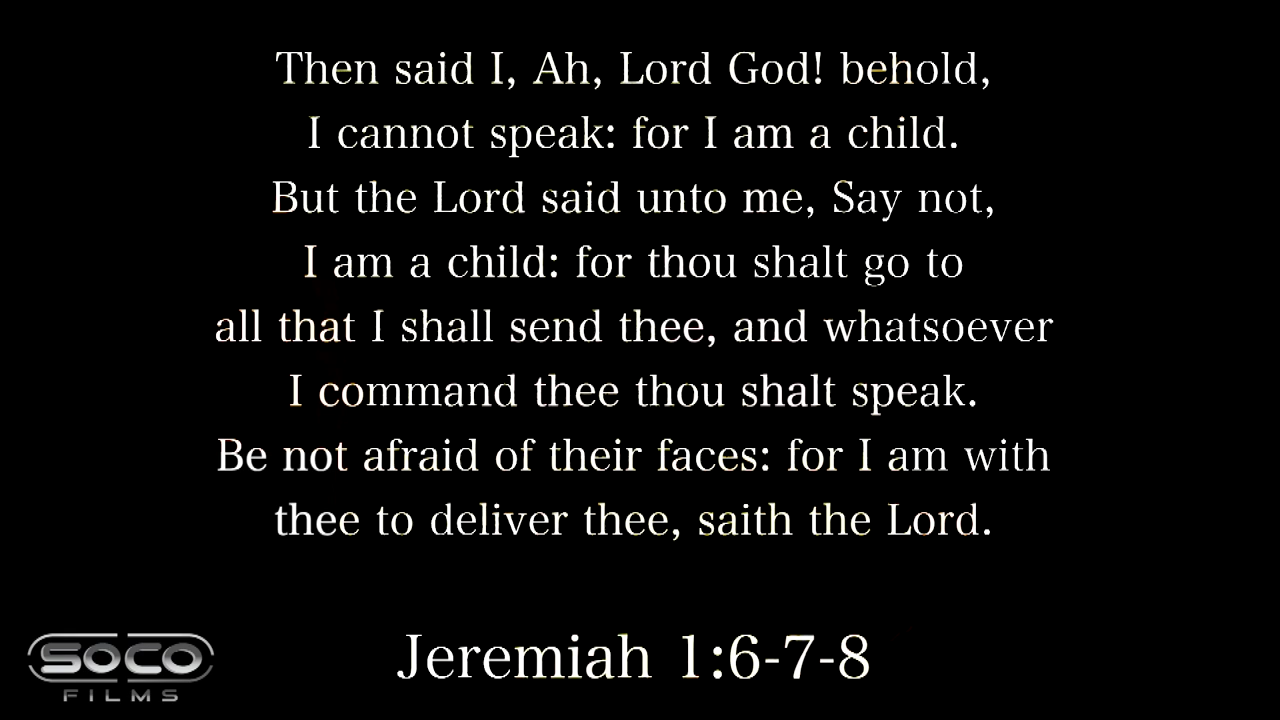 Then said I, Ah, Lord God! behold,
I cannot speak: for I am a child.
But the Lord said unto me, Say not,
I am a child: for thou shalt go to
all that I shall send thee, and whatsoever
I command thee thou shalt speak.
Be not afraid of their faces: for I am with
thee to deliver thee, saith the Lord.
Jeremiah 1:6-7-8
SOCO
FILMS